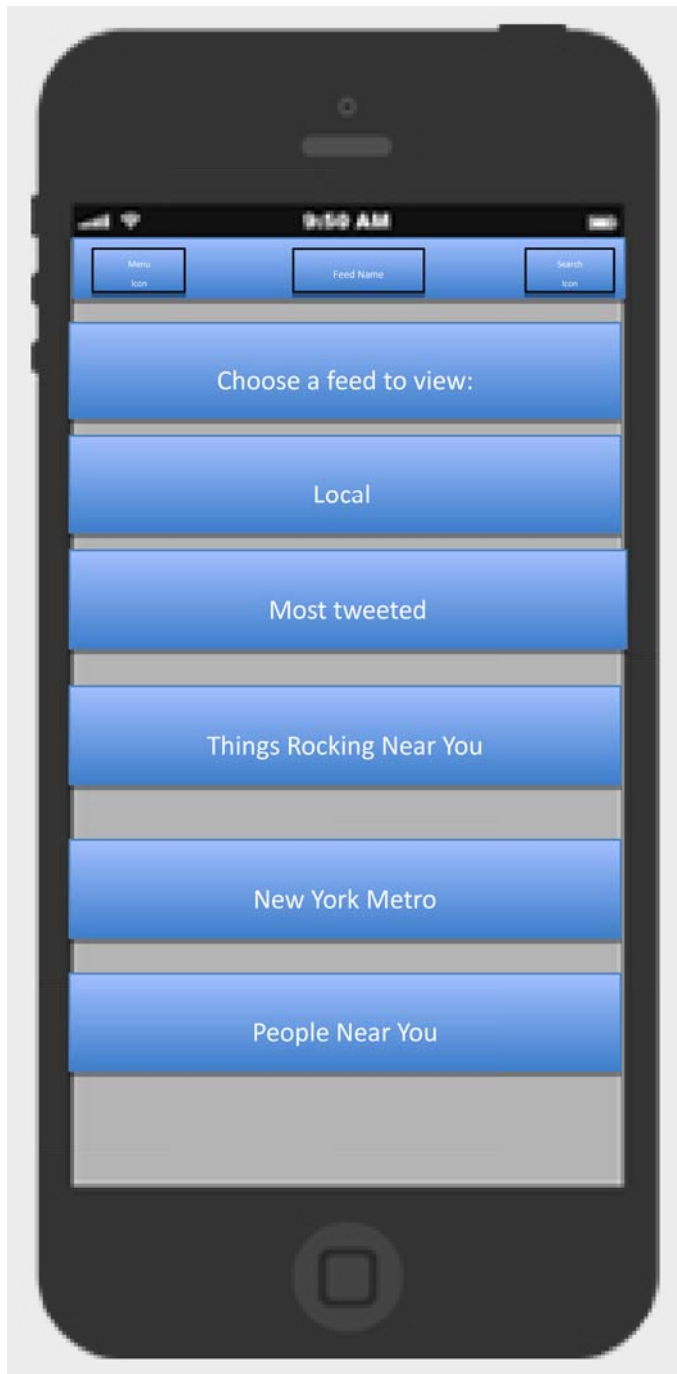 9:50 AM
Menu
Icon
Feed Name
Search
Icon
Choose a feed to view:
Local
Most tweeted
Things Rocking Near You
New York Metro
People Near You